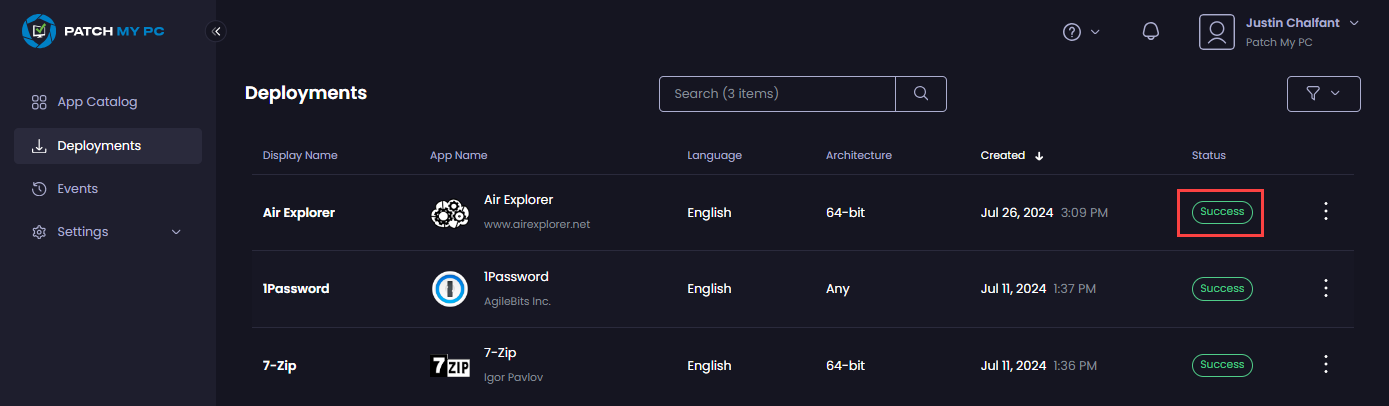 PATCH MY PC
Justin Chalfant
Patch My PC
App Catalog
Deployments
Events
Settings
Deployments
Search (3 items)
Display Name App Name Language Architecture Created Status
Air Explorer Air Explorer www.airexplorer.net English 64-bit Jul 26, 2024 3:09 PM Success
1Password 1Password AgileBits Inc. English Any Jul 11, 2024 1:37 PM Success
7-Zip 7 ZIP 7-Zip Igor Pavlov English 64-bit Jul 11, 2024 1:36 PM Success